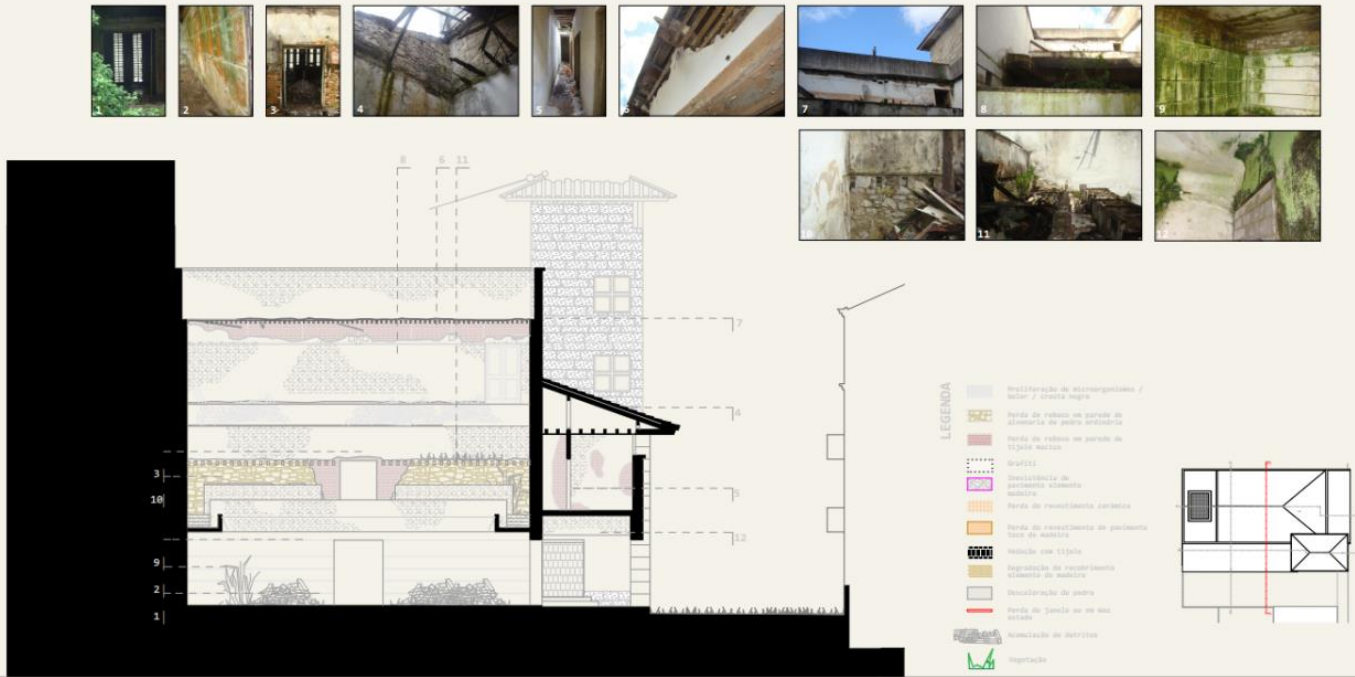 1
2
3
4
5
6
7
8
9
10
11
12
8 6 11
7
4
3
10
5
12
9
2
1
LEGENDA
Proliferação de microorganismos /
bolor / crosta negra
Perda de reboco em parede de
alvenaria de pedra ordinária
Perda de reboco em parede de
tijolo maciço
Grafiti
Inexistência de
pavimento elemento
madeira
Perda de revestimento cerâmico
Perda de revestimento de pavimento
taco de madeira
Vedação com tijolo
Degradação de recobrimento
elemento de madeira
Descoloração da pedra
Perda de janela ou em mau
estado
Acumulação de detritos
Vegetação